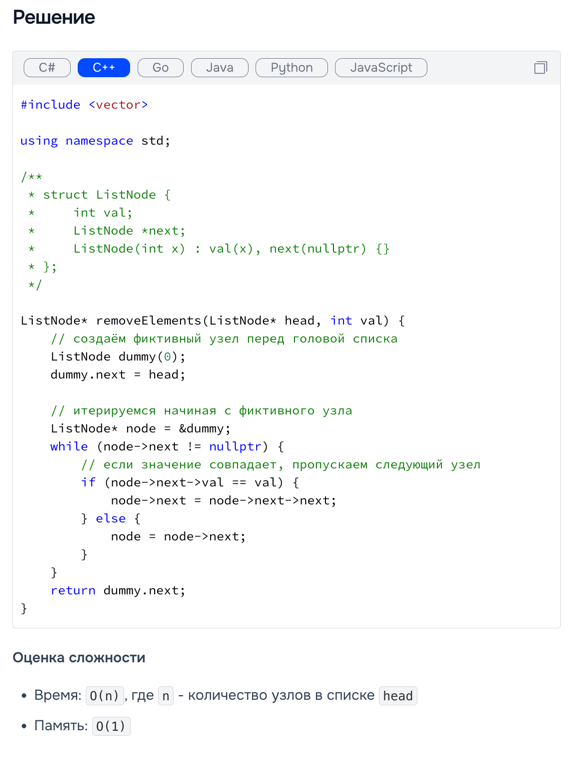 Решение
C# C++ Go Java Python JavaScript
#include <vector>
using namespace std;
/**
 * struct ListNode {
 *     int val;
 *     ListNode *next;
 *     ListNode(int x) : val(x), next(nullptr) {}
 * };
 */
ListNode* removeElements(ListNode* head, int val) {
    // создаём фиктивный узел перед головой списка
    ListNode dummy(0);
    dummy.next = head;
    // итерируемся начиная с фиктивного узла
    ListNode* node = &dummy;
    while (node->next != nullptr) {
        // если значение совпадает, пропускаем следующий узел
        if (node->next->val == val) {
            node->next = node->next->next;
        } else {
            node = node->next;
        }
    }
    return dummy.next;
}
Оценка сложности
• Время: O(n), где n - количество узлов в списке head
• Память: O(1)